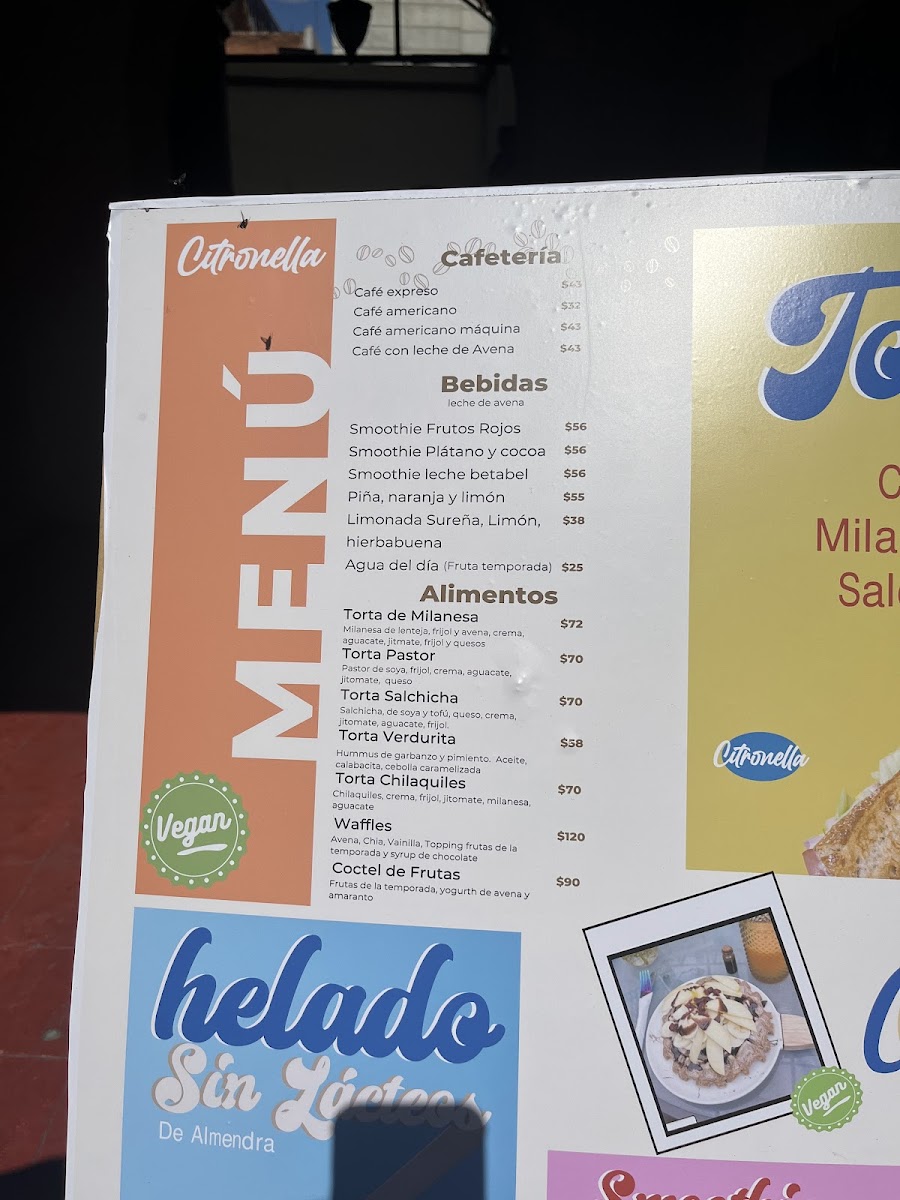 Citronella
MENÚ
Vegan
Cafetería
Café expreso $43
Café americano $32
Café americano máquina $43
Café con leche de Avena $43
Bebidas
leche de avena
Smoothie Frutos Rojos $56
Smoothie Plátano y cocoa $56
Smoothie leche betabel $56
Piña, naranja y limón $55
Limonada Sureña, Limón, $38
hierbabuena
Agua del día (Fruta temporada) $25
Alimentos
Torta de Milanesa $72
Milanesa de lenteja, frijol y avena, crema,
aguacate, jitmate, frijol y quesos
Torta Pastor $70
Pastor de soya, frijol, crema, aguacate,
jitomate, queso
Torta Salchicha $70
Salchicha, de soya y tofú, queso, crema,
jitomate, aguacate, frijol.
Torta Verdurita $58
Hummus de garbanzo y pimiento. Aceite,
calabacita, cebolla caramelizada
Torta Chilaquiles $70
Chilaquiles, crema, frijol, jitomate, milanesa,
aguacate
Waffles $120
Avena, Chia, Vainilla, Topping frutas de la
temporada y syrup de chocolate
Coctel de Frutas $90
Frutas de la temporada, yogurth de avena y
amaranto
helado
Sin Lácteos
De Almendra
To
C
Mila
Sal
Citronella
Vegan
Smoothi